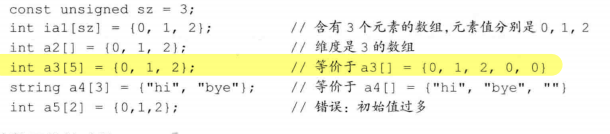 const unsigned sz = 3;
int ia1[sz] = {0, 1, 2}; // 含有3个元素的数组,元素值分别是0, 1, 2
int a2[] = {0, 1, 2}; // 维度是3的数组
int a3[5] = {0, 1, 2}; // 等价于a3[] = {0, 1, 2, 0, 0}
string a4[3] = {"hi", "bye"}; // 等价于 a4[] = {"hi", "bye", ""}
int a5[2] = {0,1,2}; // 错误：初始值过多